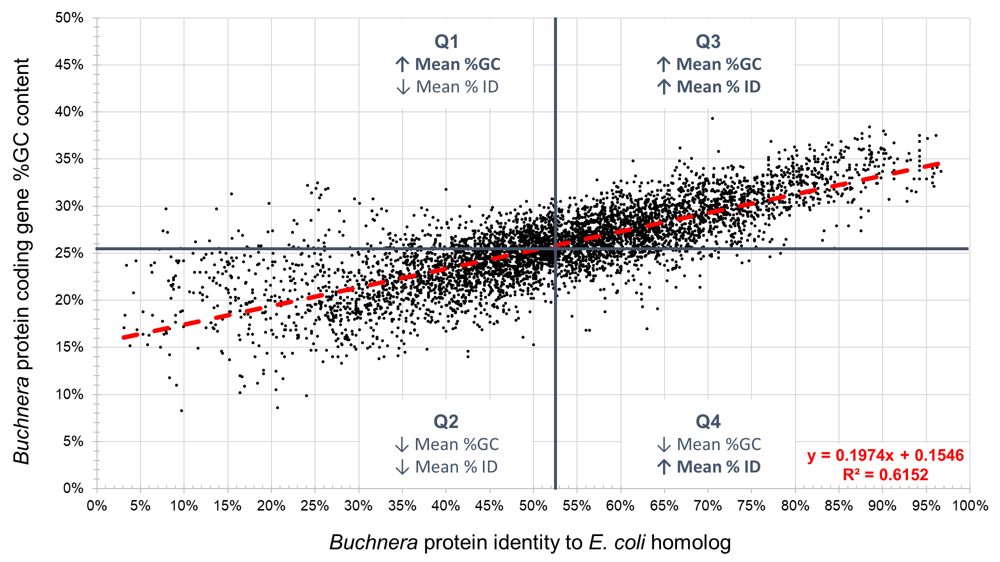 Buchnera protein coding gene %GC content
50%
45%
40%
35%
30%
25%
20%
15%
10%
5%
0%
Q1
↑ Mean %GC
↓ Mean % ID
Q3
↑ Mean %GC
↑ Mean % ID
Q2
↓ Mean %GC
↓ Mean % ID
Q4
↓ Mean %GC
↑ Mean % ID
y = 0.1974x + 0.1546
R² = 0.6152
0% 5% 10% 15% 20% 25% 30% 35% 40% 45% 50% 55% 60% 65% 70% 75% 80% 85% 90% 95% 100%
Buchnera protein identity to E. coli homolog